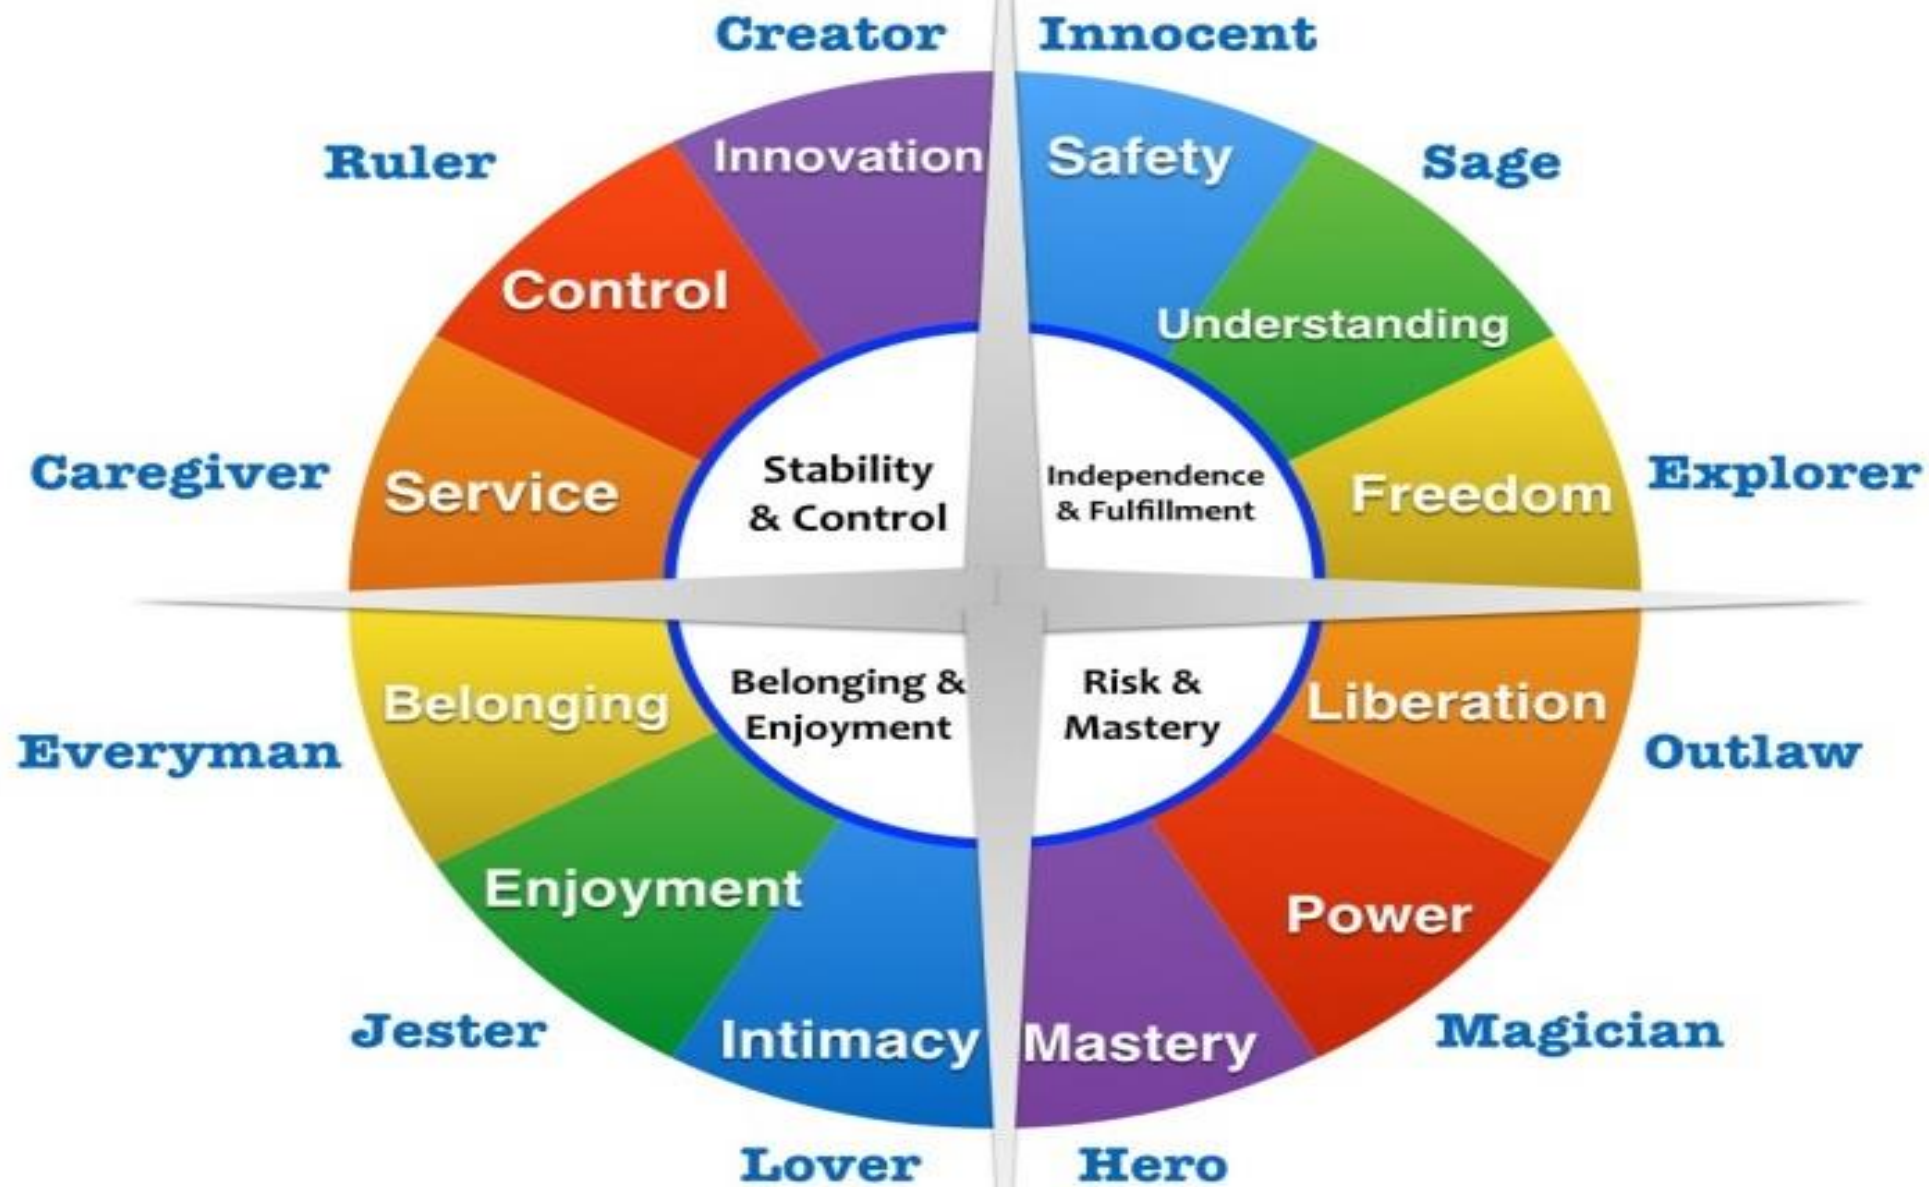 Creator
Innocent
Ruler
Innovation
Safety
Sage
Control
Understanding
Caregiver
Service
Stability
& Control
Independence
& Fulfillment
Freedom
Explorer
Everyman
Belonging
Belonging &
Enjoyment
Risk &
Mastery
Liberation
Outlaw
Enjoyment
Power
Jester
Intimacy
Mastery
Magician
Lover
Hero